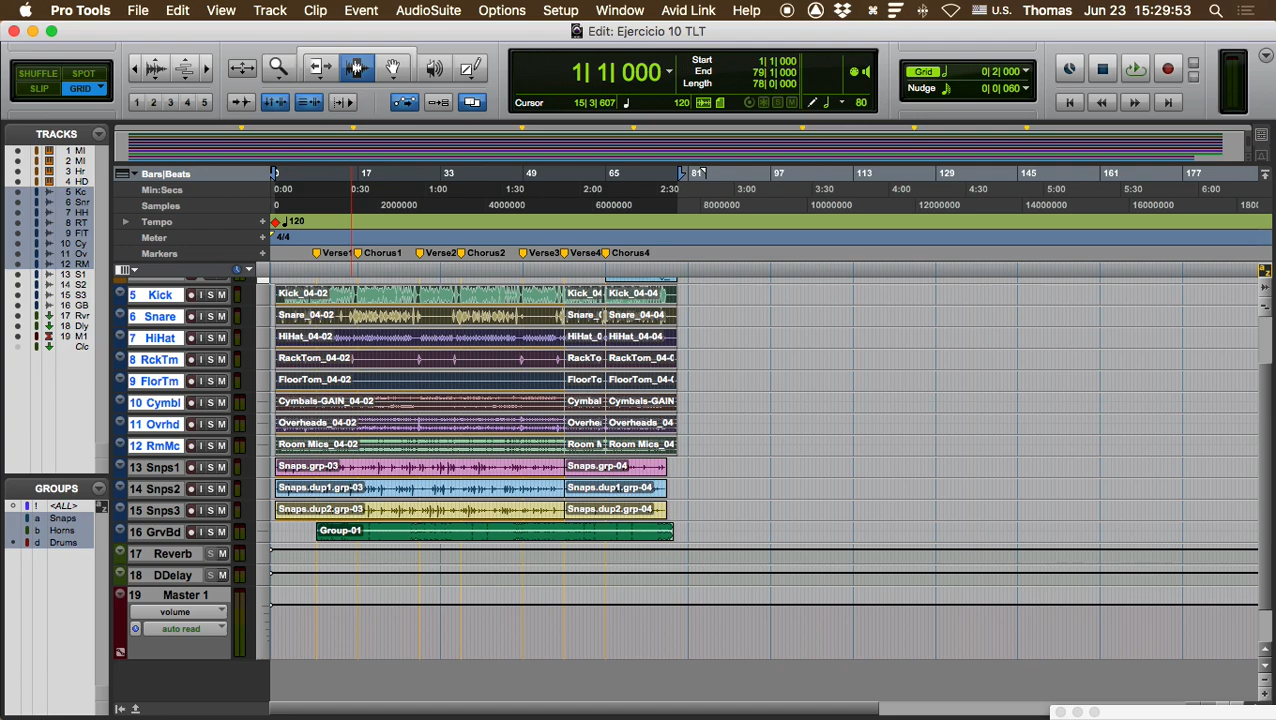 Pro Tools File Edit View Track Clip Event AudioSuite Options Setup Window Avid Link Help U.S. Thomas Jun 23 15:29:53
Edit: Ejercicio 10 TLT
SHUFFLE SPOT
SLIP GRID
1 2 3 4 5
1| 1| 000
Start 1| 1| 000
End 79| 1| 000
Length 78| 0| 000
Cursor 15| 3| 607 120 80
Grid 0| 2| 000
Nudge 0| 0| 060
TRACKS
1 MI
2 MI
3 Hr
4 HD
5 Kc
6 Snr
7 HH
8 RT
9 FlT
10 Cy
11 Ov
12 RM
13 S1
14 S2
15 S3
16 GB
17 Rvr
18 Dly
19 M1
Clc
GROUPS
! <ALL>
a Snaps
b Horns
d Drums
Bars|Beats 17 33 49 65 81 97 113 129 145 161 177
Min:Secs 0:00 0:30 1:00 1:30 2:00 2:30 3:00 3:30 4:00 4:30 5:00 5:30 6:00
Samples 0 2000000 4000000 6000000 8000000 10000000 12000000 14000000 16000000 1800
Tempo 120
Meter 4/4
Markers Verse1 Chorus1 Verse2 Chorus2 Verse3 Verse4 Chorus4
5 Kick I S M Kick_04-02 Kick_04 Kick_04-04
6 Snare I S M Snare_04-02 Snare_04 Snare_04-04
7 HiHat I S M HiHat_04-02 HiHat_0 HiHat_04-04
8 RckTm I S M RackTom_04-02 RackTo RackTom_04-0
9 FlorTm I S M FloorTom_04-02 FloorTc FloorTom_04-0
10 Cymbl I S M Cymbals-GAIN_04-02 Cymbal Cymbals-GAIN
11 Ovrhd I S M Overheads_04-02 Overhe Overheads_04
12 RmMc I S M Room Mics_04-02 Room M Room Mics_04
13 Snps1 I S M Snaps.grp-03 Snaps.grp-04
14 Snps2 I S M Snaps.dup1.grp-03 Snaps.dup1.grp-04
15 Snps3 I S M Snaps.dup2.grp-03 Snaps.dup2.grp-04
16 GrvBd I S M Group-01
17 Reverb S M
18 DDelay S M
19 Master 1
volume
auto read